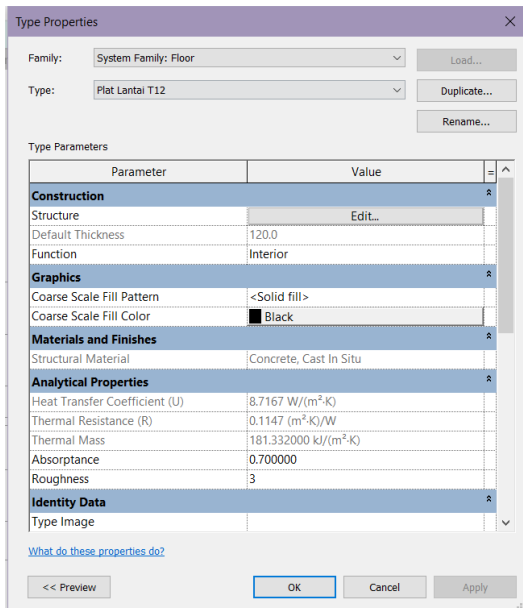 Type Properties
Family: System Family: Floor Load...
Type: Plat Lantai T12 Duplicate...
Rename...
Type Parameters
Parameter Value =
Construction
Structure Edit...
Default Thickness 120.0
Function Interior
Graphics
Coarse Scale Fill Pattern <Solid fill>
Coarse Scale Fill Color Black
Materials and Finishes
Structural Material Concrete, Cast In Situ
Analytical Properties
Heat Transfer Coefficient (U) 8.7167 W/(m²·K)
Thermal Resistance (R) 0.1147 (m²·K)/W
Thermal Mass 181.332000 kJ/(m²·K)
Absorptance 0.700000
Roughness 3
Identity Data
Type Image
What do these properties do?
<< Preview OK Cancel Apply